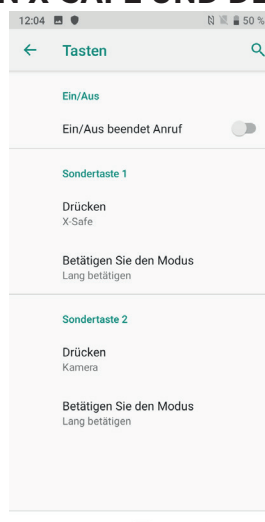 12:04 50 %
Tasten
Ein/Aus
Ein/Aus beendet Anruf
Sondertaste 1
Drücken
X-Safe
Betätigen Sie den Modus
Lang betätigen
Sondertaste 2
Drücken
Kamera
Betätigen Sie den Modus
Lang betätigen